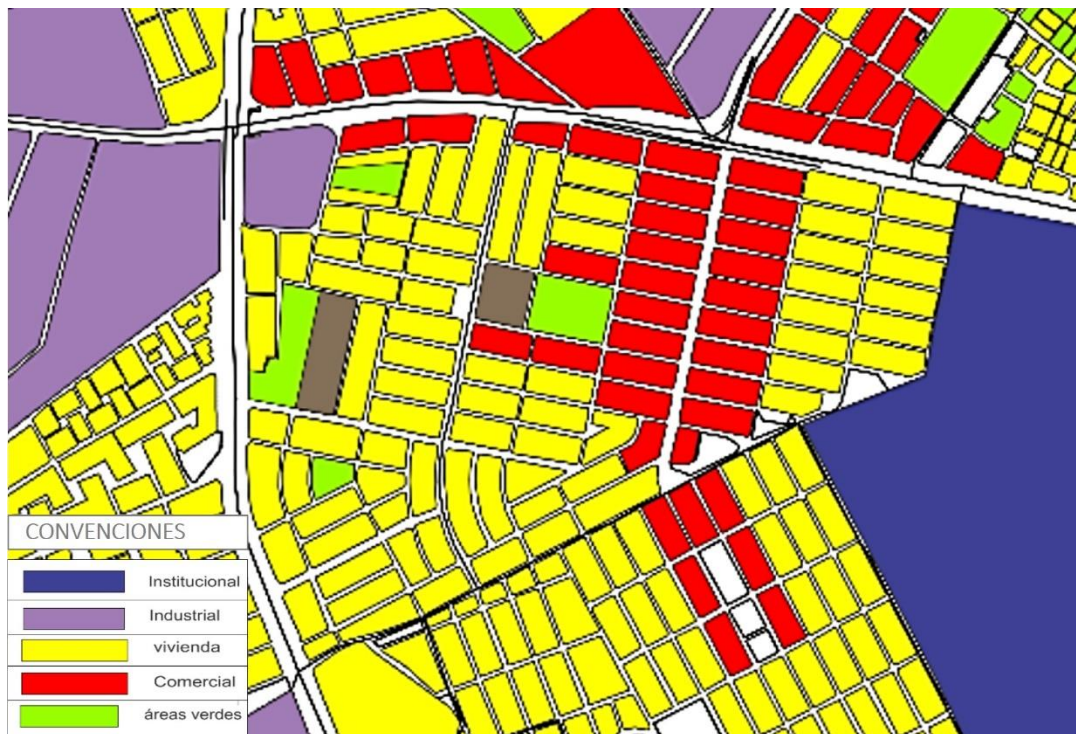 CONVENCIONES
Institucional
Industrial
vivienda
Comercial
áreas verdes